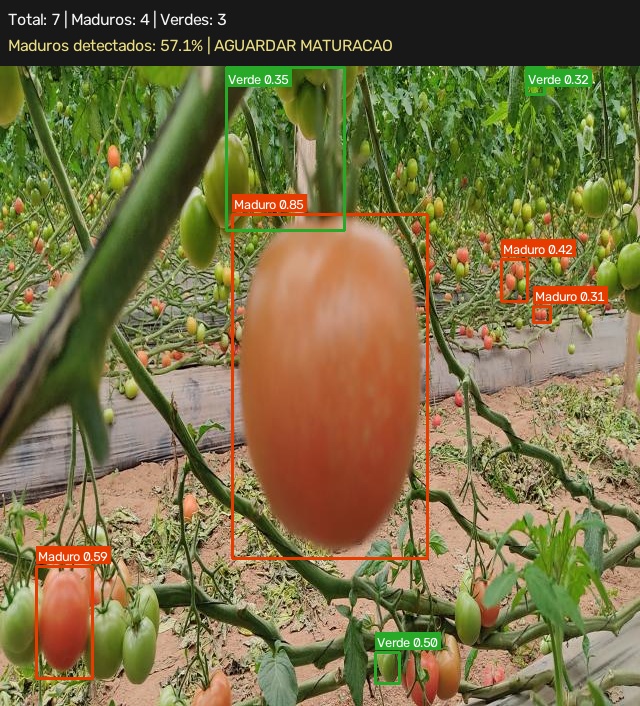 Total: 7 | Maduros: 4 | Verdes: 3
Maduros detectados: 57.1% | AGUARDAR MATURACAO
Verde 0.35
Verde 0.32
Maduro 0.85
Maduro 0.42
Maduro 0.31
Maduro 0.59
Verde 0.50